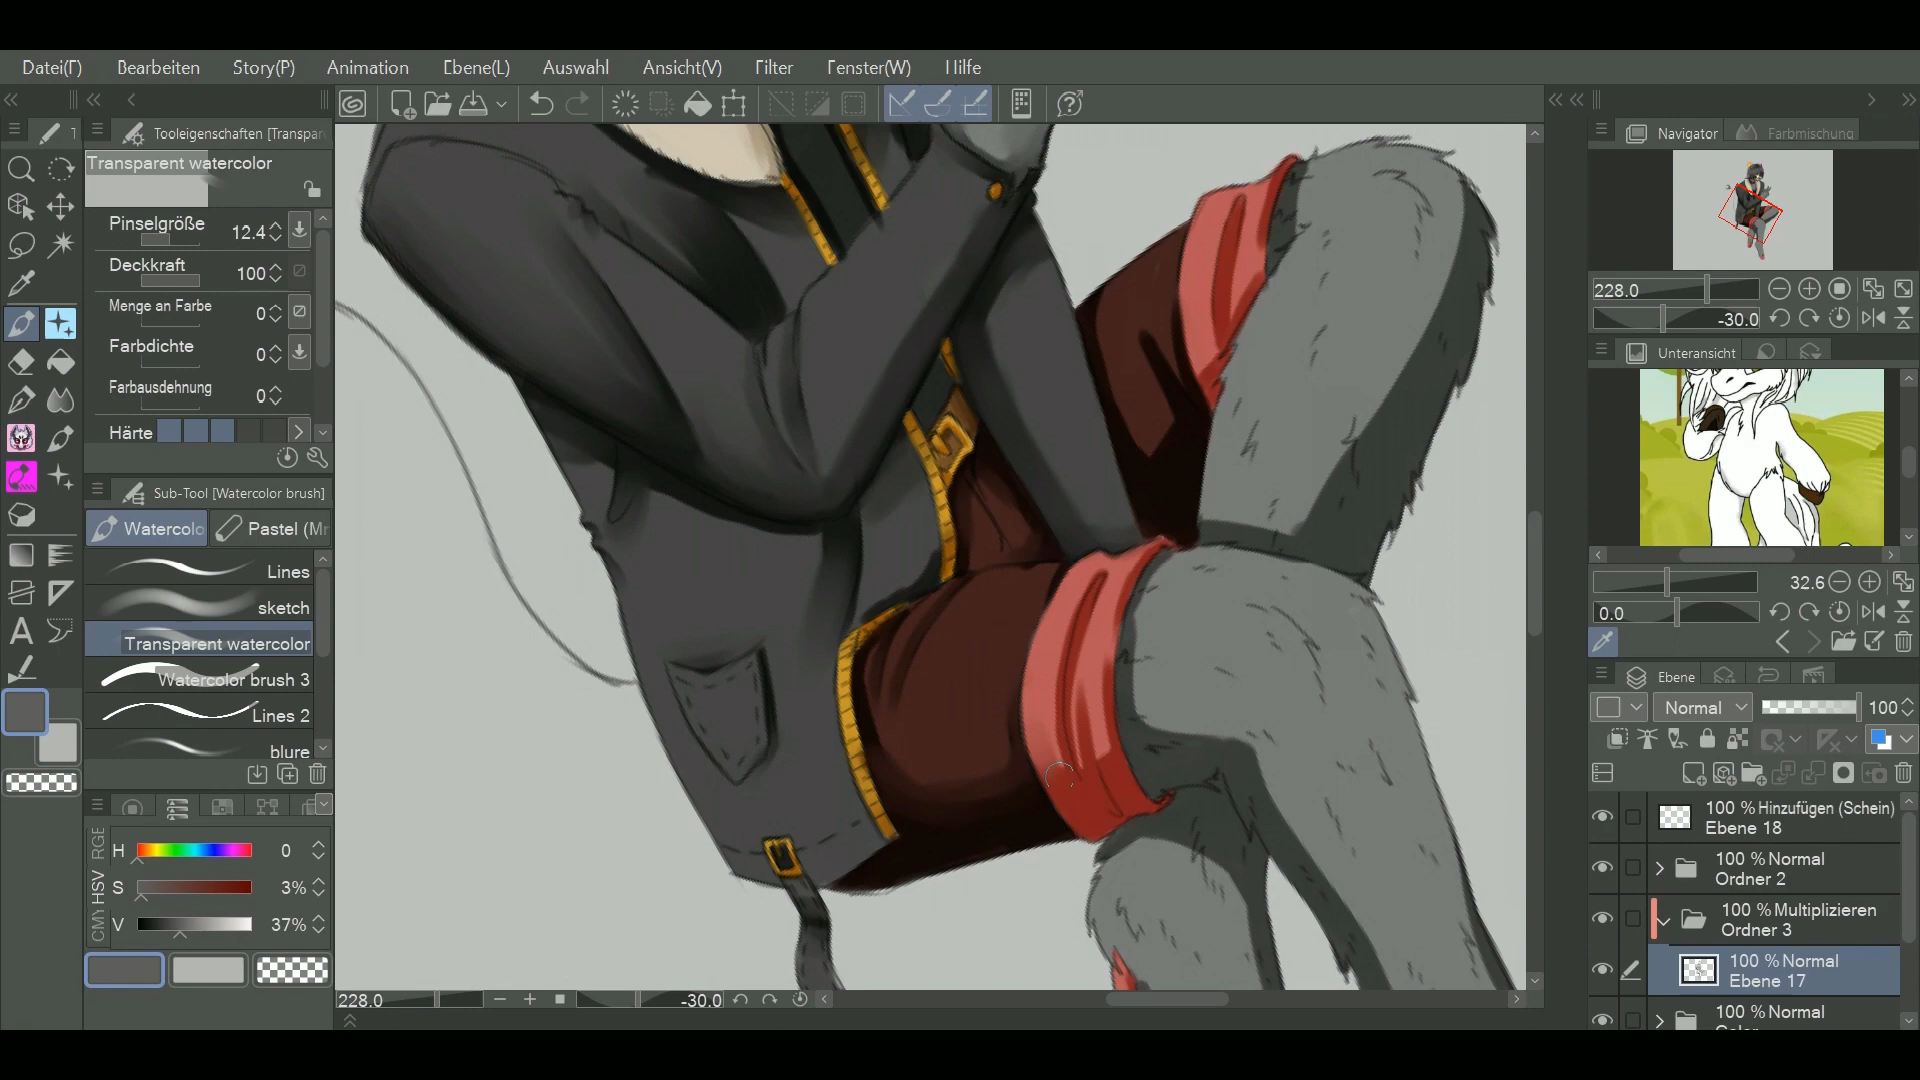 Datei(F) Bearbeiten Story(P) Animation Ebene(L) Auswahl Ansicht(V) Filter Fenster(W) Hilfe
Tooleigenschaften [Transpar
Transparent watercolor
Pinselgröße 12.4
Deckkraft 100
Menge an Farbe 0
Farbdichte 0
Farbausdehnung 0
Härte
Sub-Tool [Watercolor brush]
Watercolo Pastel (Mr
Lines
sketch
Transparent watercolor
Watercolor brush 3
Lines 2
blure
RGB HSV CMY
H 0
S 3%
V 37%
228.0 -30.0
Navigator Farbmischung
228.0
-30.0
Unteransicht
32.6
0.0
Ebene
Normal 100
100 % Hinzufügen (Schein)
Ebene 18
100 % Normal
Ordner 2
100 % Multiplizieren
Ordner 3
100 % Normal
Ebene 17
100 % Normal